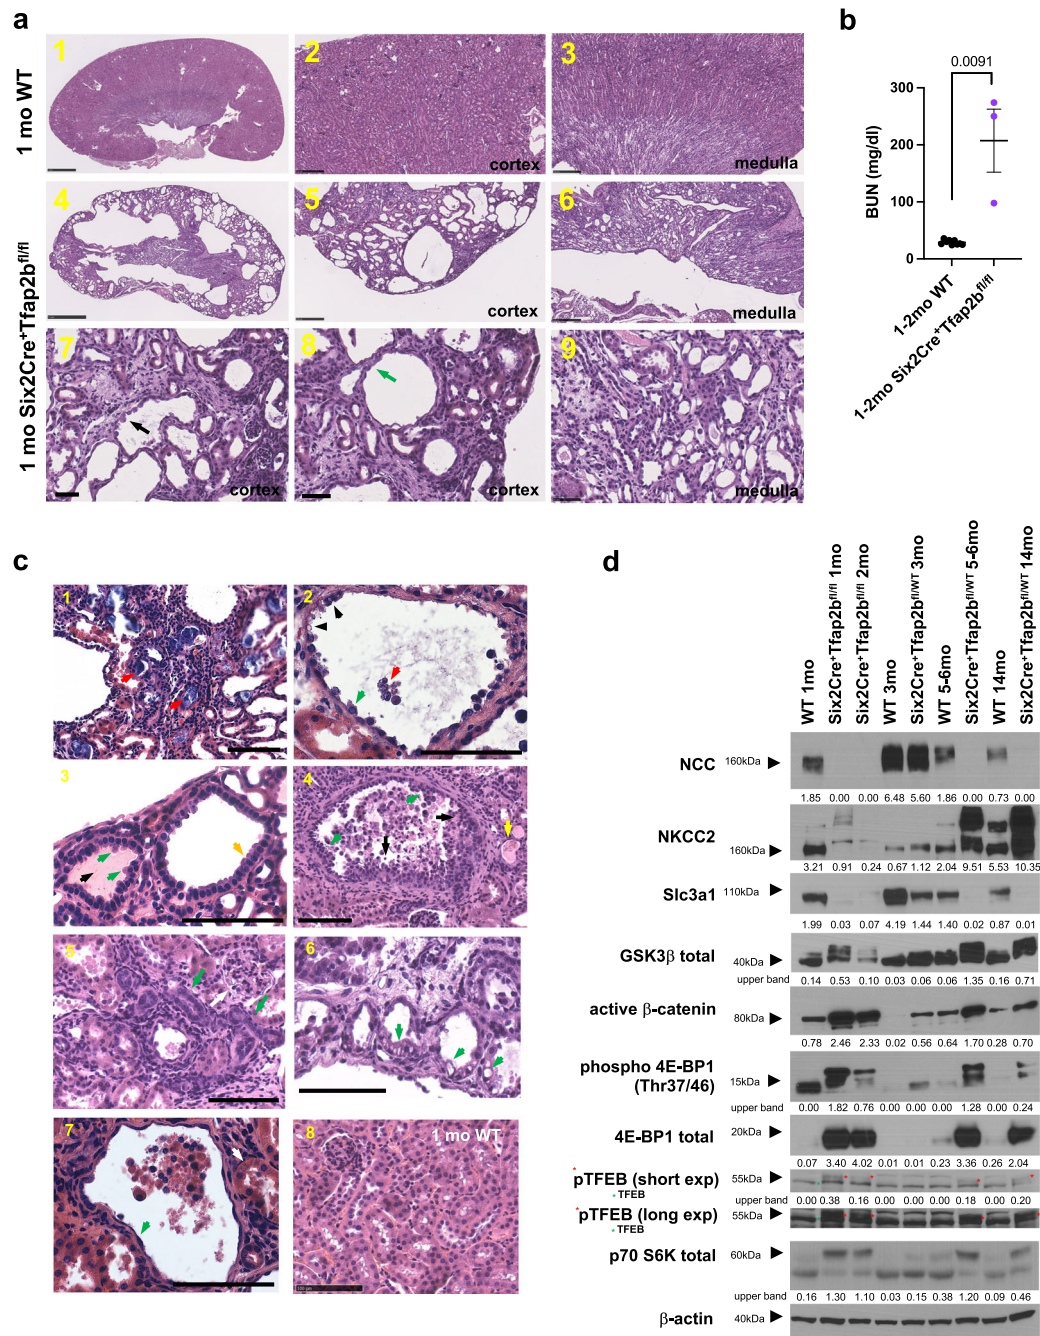 a
1 mo WT
1
2
cortex
3
medulla
1 mo Six2Cre+Tfap2bfl/fl
4
5
cortex
6
medulla
7
cortex
8
cortex
9
medulla
b
0.0091
300
200
100
0
BUN (mg/dl)
1-2mo WT
1-2mo Six2Cre+Tfap2bfl/fl
c
1
2
3
4
5
6
7
8
1 mo WT
d
WT 1mo
Six2Cre+Tfap2bfl/fl 1mo
Six2Cre+Tfap2bfl/fl 2mo
WT 3mo
Six2Cre+Tfap2bfl/WT 3mo
WT 5-6mo
Six2Cre+Tfap2bfl/WT 5-6mo
WT 14mo
Six2Cre+Tfap2bfl/WT 14mo
NCC 160kDa
1.85 0.00 0.00 6.48 5.60 1.86 0.00 0.73 0.00
NKCC2 160kDa
3.21 0.91 0.24 0.67 1.12 2.04 9.51 5.53 10.35
Slc3a1 110kDa
1.99 0.03 0.07 4.19 1.44 1.40 0.02 0.87 0.01
GSK3β total 40kDa
upper band 0.14 0.53 0.10 0.03 0.06 0.06 1.35 0.16 0.71
active β-catenin 80kDa
0.78 2.46 2.33 0.02 0.56 0.64 1.70 0.28 0.70
phospho 4E-BP1
(Thr37/46) 15kDa
upper band 0.00 1.82 0.76 0.00 0.00 0.00 1.28 0.00 0.24
4E-BP1 total 20kDa
0.07 3.40 4.02 0.01 0.01 0.23 3.36 0.26 2.04
*pTFEB (short exp) 55kDa
* TFEB
upper band 0.00 0.38 0.16 0.00 0.00 0.00 0.18 0.00 0.20
*pTFEB (long exp) 55kDa
* TFEB
p70 S6K total 60kDa
upper band 0.16 1.30 1.10 0.03 0.15 0.38 1.20 0.09 0.46
β-actin 40kDa